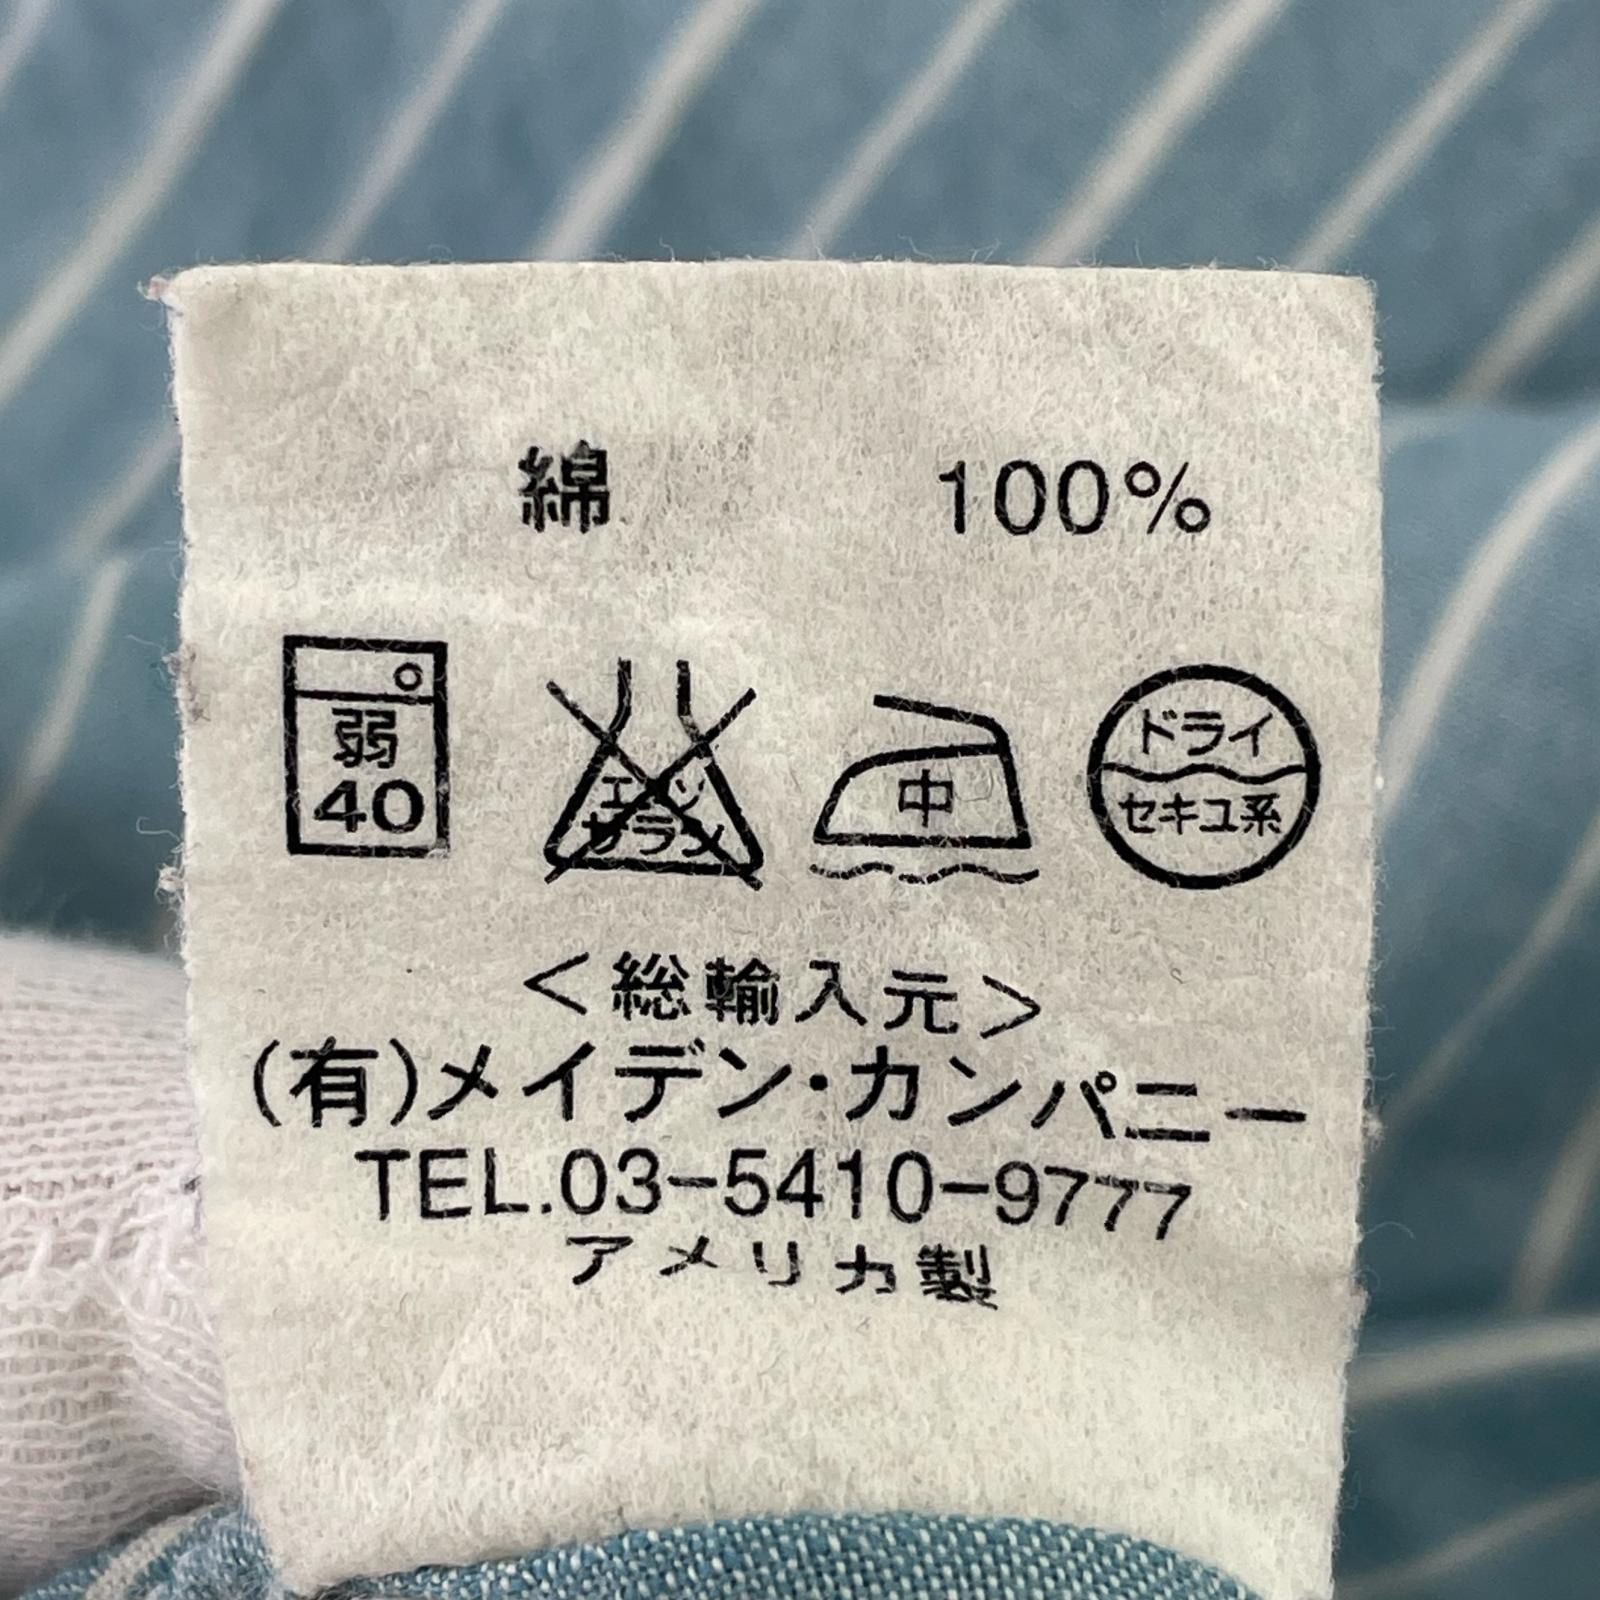 綿 100%
弱
40
エンソ
サラシ
中
ドライ
セキユ系
<総輸入元>
(有)メイデン・カンパニー
TEL.03-5410-9777
アメリカ製